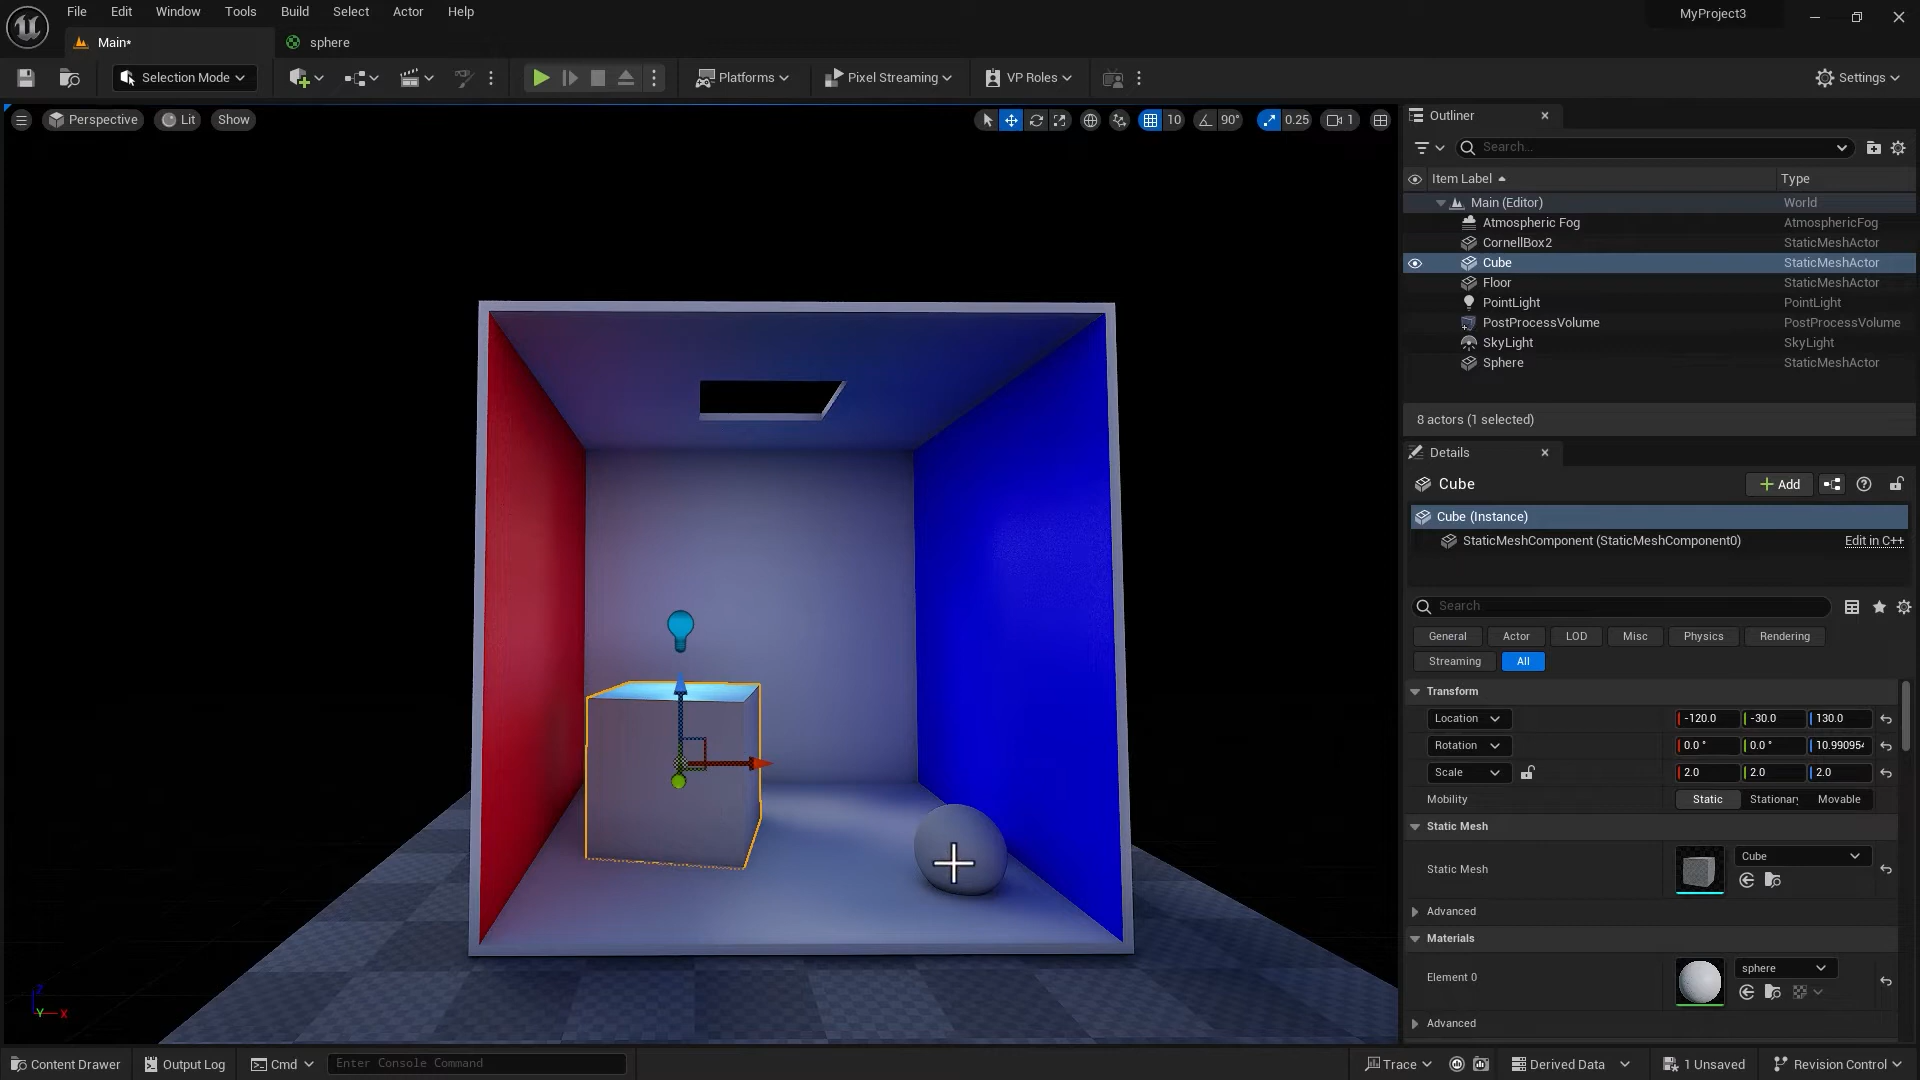 File Edit Window Tools Build Select Actor Help
MyProject3
Main*
sphere
Selection Mode
Platforms
Pixel Streaming
VP Roles
Settings
Perspective
Lit
Show
10
90°
0.25
1
Outliner
Search...
Item Label
Type
Main (Editor) World
Atmospheric Fog AtmosphericFog
CornellBox2 StaticMeshActor
Cube StaticMeshActor
Floor StaticMeshActor
PointLight PointLight
PostProcessVolume PostProcessVolume
SkyLight SkyLight
Sphere StaticMeshActor
8 actors (1 selected)
Details
Cube
Add
Cube (Instance)
StaticMeshComponent (StaticMeshComponent0) Edit in C++
Search
General Actor LOD Misc Physics Rendering
Streaming All
Transform
Location -120.0 -30.0 130.0
Rotation 0.0 ° 0.0 ° 10.990954
Scale 2.0 2.0 2.0
Mobility Static Stationary Movable
Static Mesh
Static Mesh
Cube
Advanced
Materials
Element 0
sphere
Advanced
Z
Y
X
Content Drawer
Output Log
Cmd
Enter Console Command
Trace
Derived Data
1 Unsaved
Revision Control